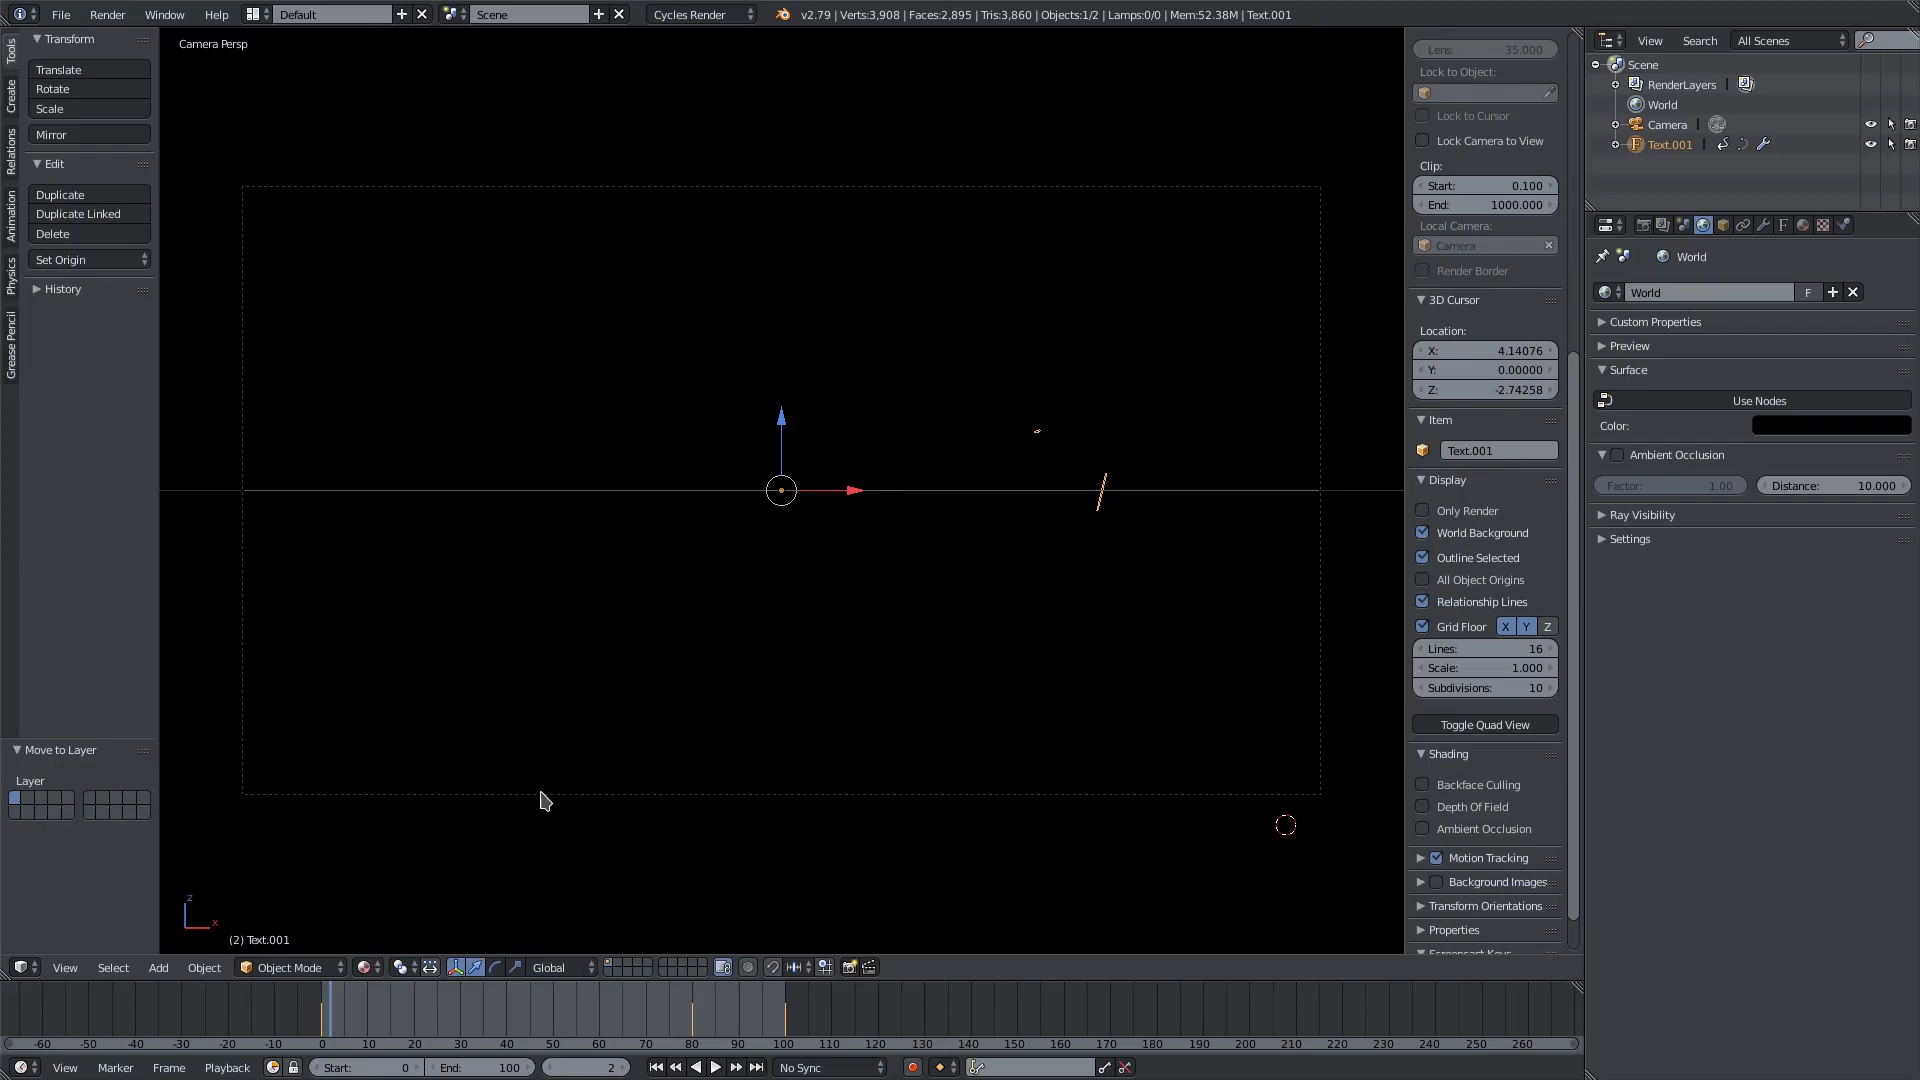 File Render Window Help Default Scene Cycles Render v2.79 | Verts:3,908 | Faces:2,895 | Tris:3,860 | Objects:1/2 | Lamps:0/0 | Mem:52.38M | Text.001
Tools
Create
Relations
Animation
Physics
Grease Pencil
Transform
Translate
Rotate
Scale
Mirror
Edit
Duplicate
Duplicate Linked
Delete
Set Origin
History
Move to Layer
Layer
Camera Persp
z
x
(2) Text.001
Lens: 35.000
Lock to Object:
Lock to Cursor
Lock Camera to View
Clip:
Start: 0.100
End: 1000.000
Local Camera:
Camera
Render Border
3D Cursor
Location:
X: 4.14076
Y: 0.00000
Z: -2.74258
Item
Text.001
Display
Only Render
World Background
Outline Selected
All Object Origins
Relationship Lines
Grid Floor X Y Z
Lines: 16
Scale: 1.000
Subdivisions: 10
Toggle Quad View
Shading
Backface Culling
Depth Of Field
Ambient Occlusion
Motion Tracking
Background Images
Transform Orientations
Properties
Screencast Keys
View Search All Scenes
Scene
RenderLayers
World
Camera
Text.001
World
World F
Custom Properties
Preview
Surface
Use Nodes
Color:
Ambient Occlusion
Factor: 1.00 Distance: 10.000
Ray Visibility
Settings
View Select Add Object Object Mode Global
-60 -50 -40 -30 -20 -10 0 10 20 30 40 50 60 70 80 90 100 110 120 130 140 150 160 170 180 190 200 210 220 230 240 250 260
View Marker Frame Playback Start: 0 End: 100 2 No Sync